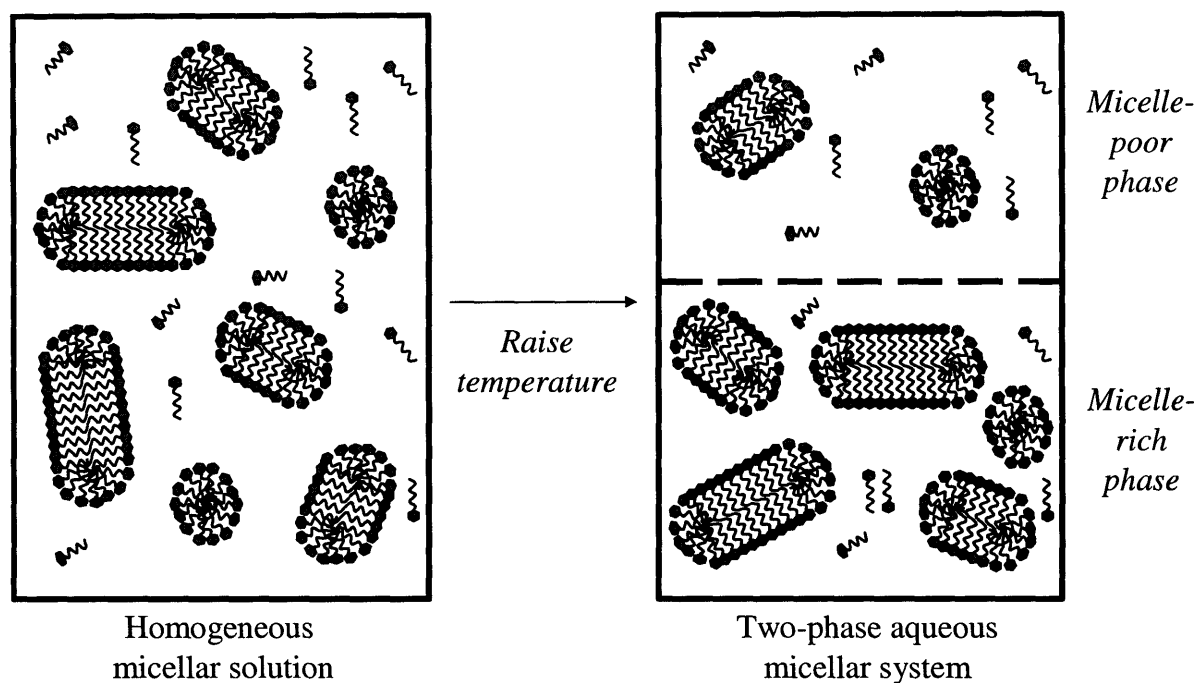 Micelle-
poor
phase
Raise
temperature
Micelle-
rich
phase
Homogeneous
micellar solution
Two-phase aqueous
micellar system